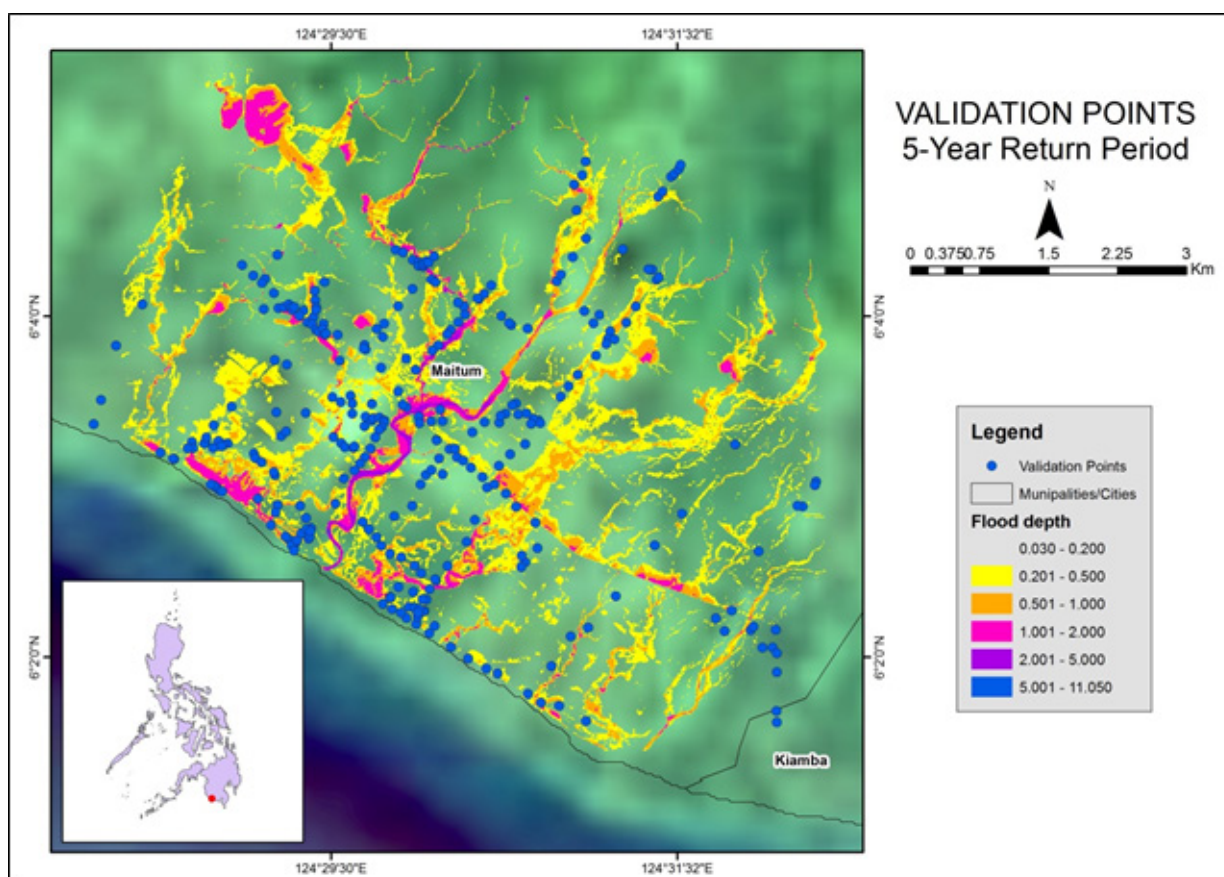 124°29'30"E 124°31'32"E
VALIDATION POINTS
5-Year Return Period
N
0 0.375 0.75 1.5 2.25 3
Km
6°4'0"N 6°4'0"N
Maitum
Legend
Validation Points
Munipalities/Cities
Flood depth
0.030 - 0.200
0.201 - 0.500
0.501 - 1.000
1.001 - 2.000
2.001 - 5.000
5.001 - 11.050
6°2'0"N 6°2'0"N
Kiamba
124°29'30"E 124°31'32"E